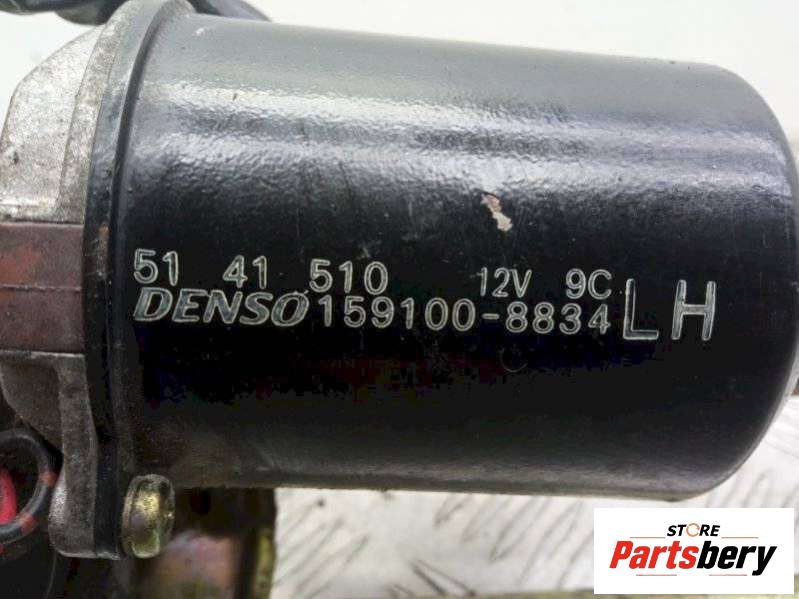 51 41 510 12V 9C
DENSO 159100-8834 LH
STORE
Partsbery